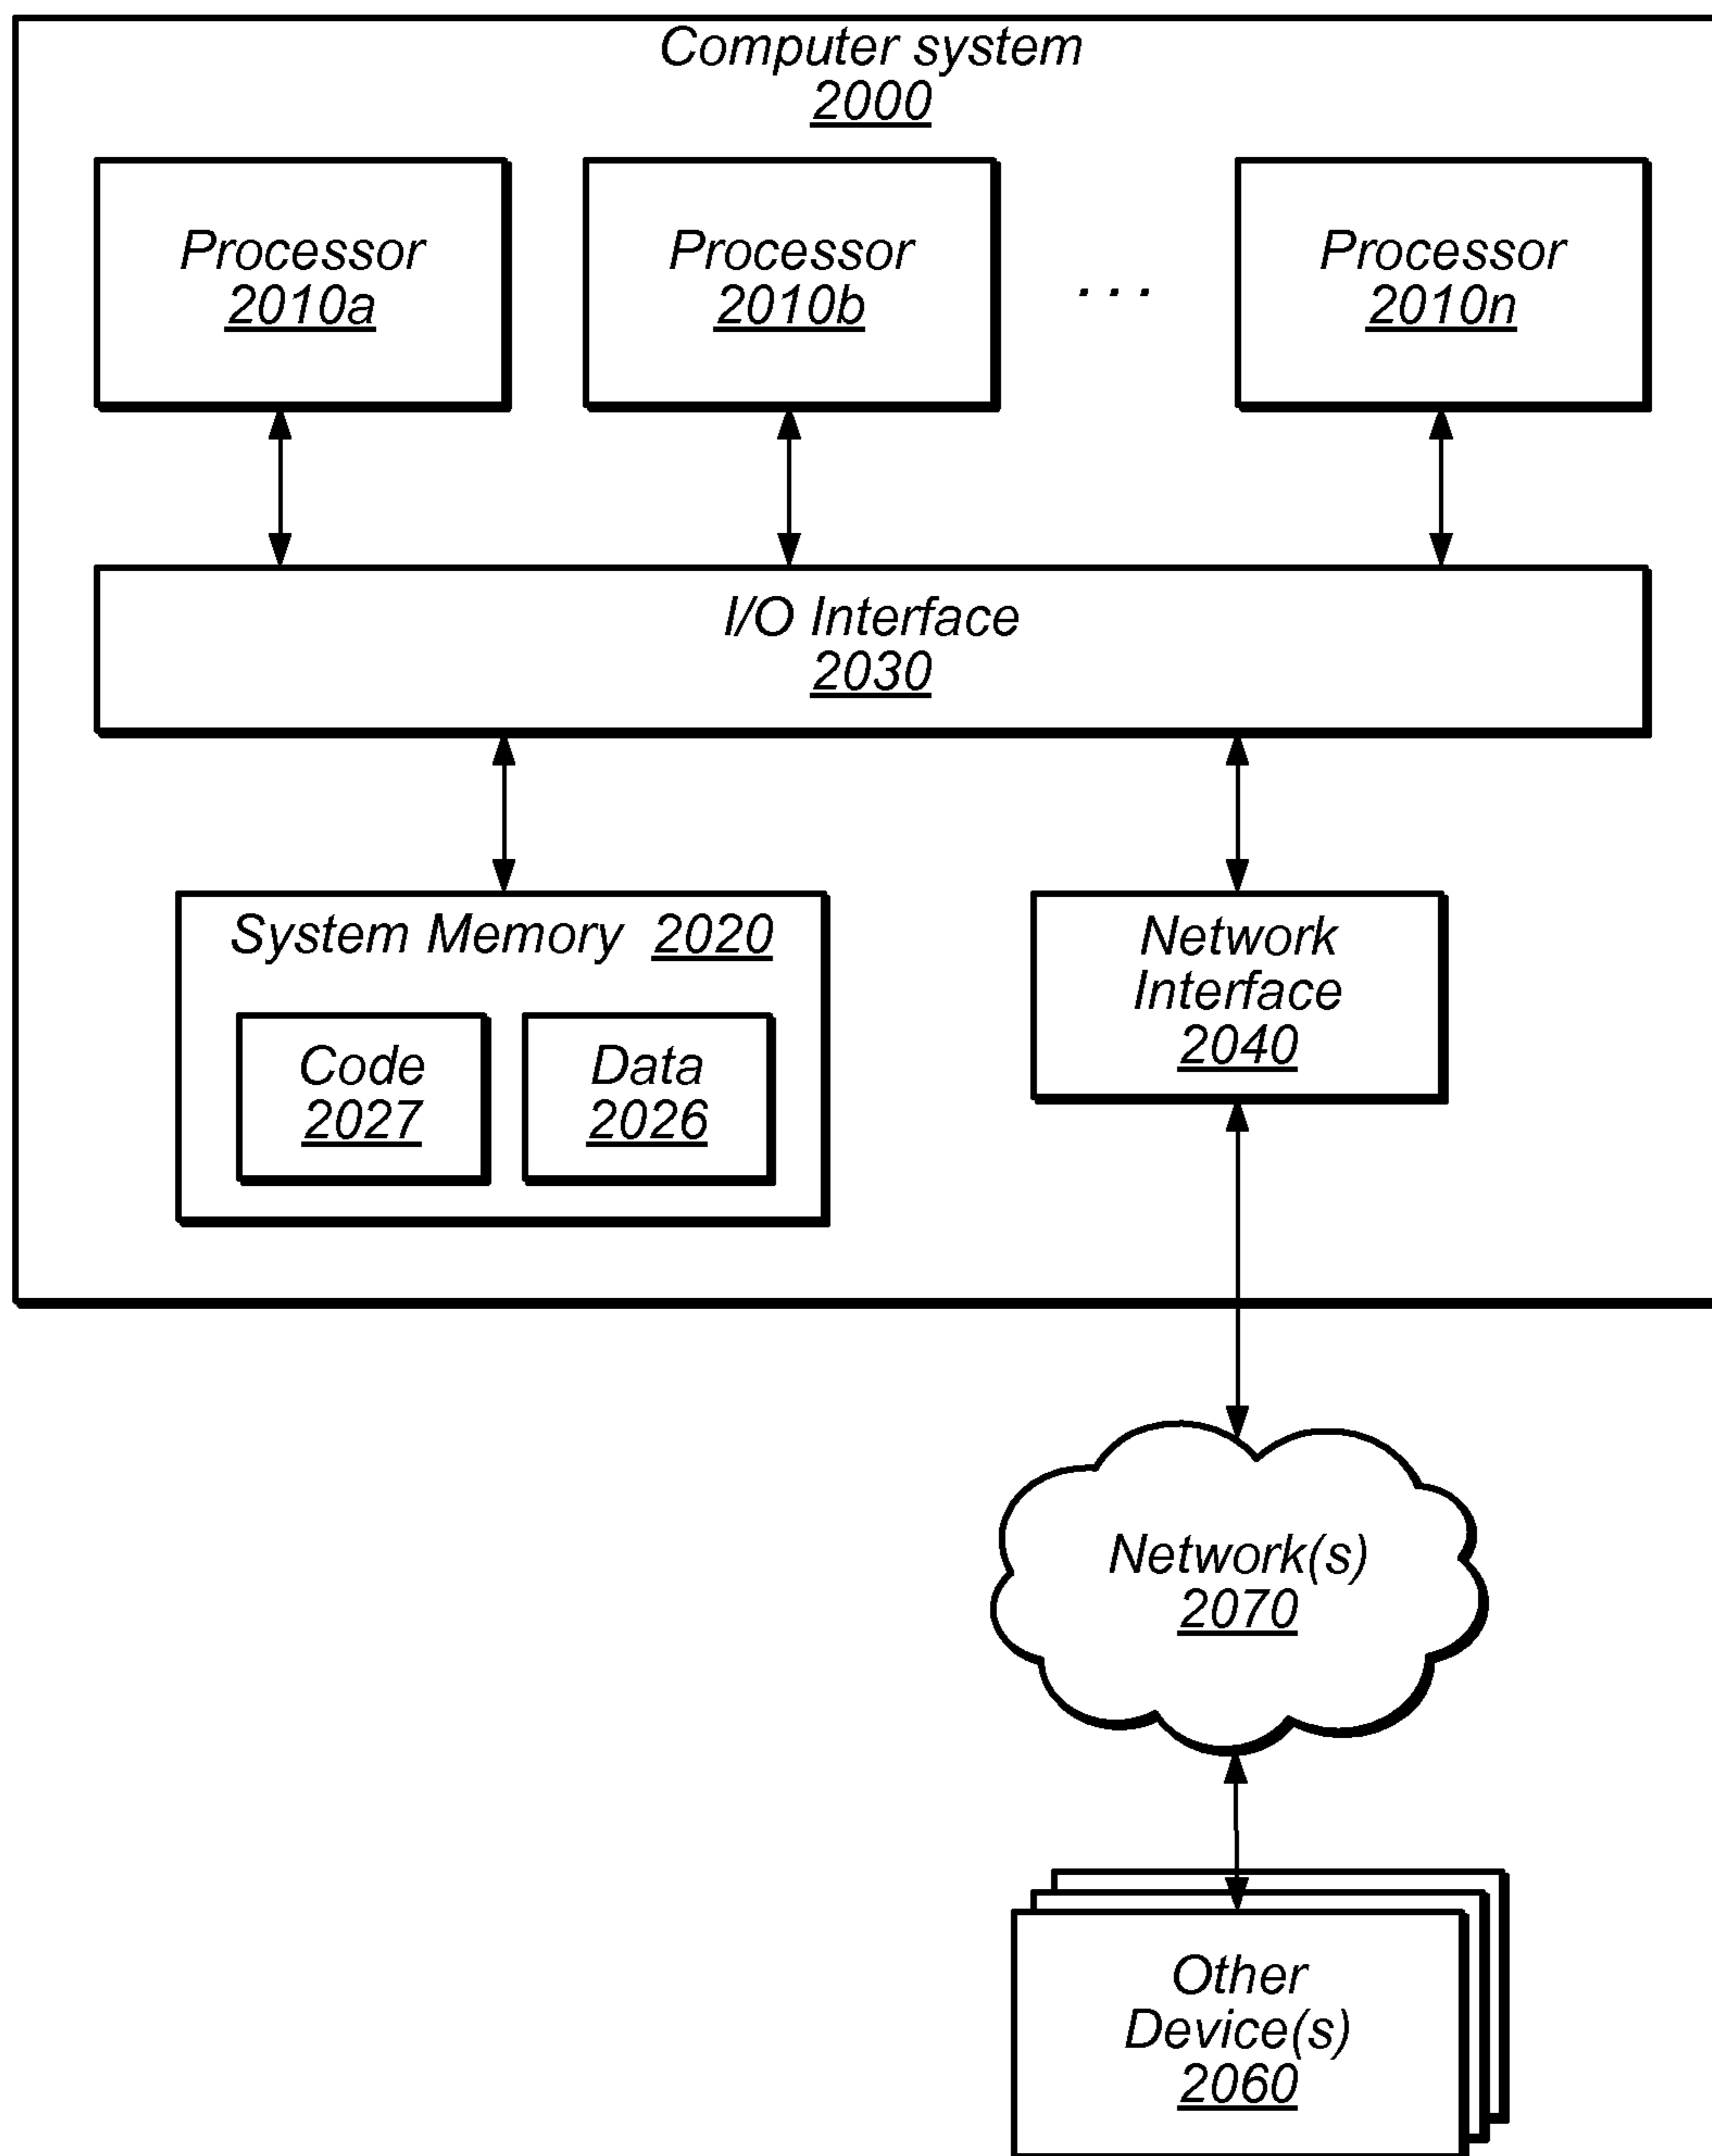 Computer system
2000
Processor
2010a
Processor
2010b
. . .
Processor
2010n
I/O Interface
2030
System Memory 2020
Code
2027
Data
2026
Network
Interface
2040
Network(s)
2070
Other
Device(s)
2060